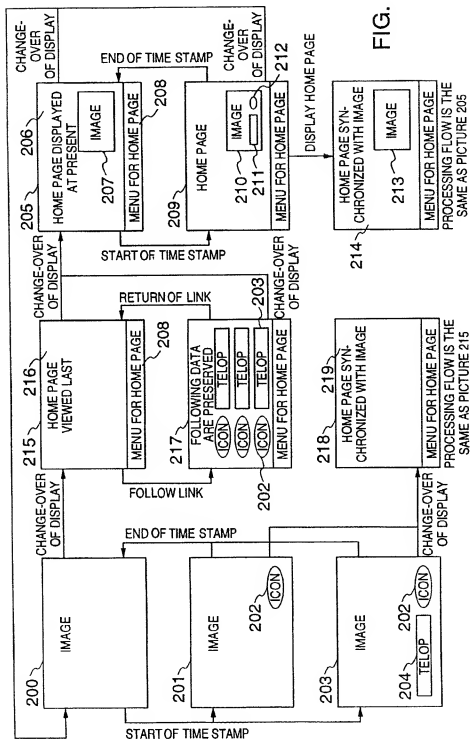 FIG.
200
IMAGE
201
IMAGE
202
ICON
203
IMAGE
204
TELOP
202
ICON
START OF TIME STAMP
END OF TIME STAMP
CHANGE-OVER
OF DISPLAY
CHANGE-OVER
OF DISPLAY
215
216
HOME PAGE
VIEWED LAST
MENU FOR HOME PAGE
208
FOLLOW LINK
RETURN OF LINK
217
FOLLOWING DATA
ARE PRESERVED
ICON
TELOP
ICON
TELOP
ICON
TELOP
202
203
MENU FOR HOME PAGE
218
219
HOME PAGE SYN-
CHRONIZED WITH IMAGE
MENU FOR HOME PAGE
PROCESSING FLOW IS THE
SAME AS PICTURE 215
CHANGE-OVER
OF DISPLAY
CHANGE-OVER
OF DISPLAY
205
206
HOME PAGE DISPLAYED
AT PRESENT
207
IMAGE
MENU FOR HOME PAGE
208
CHANGE-OVER
OF DISPLAY
START OF TIME STAMP
END OF TIME STAMP
209
HOME PAGE
IMAGE
210
211
212
MENU FOR HOME PAGE
CHANGE-OVER
OF DISPLAY
DISPLAY HOME PAGE
214
HOME PAGE SYN-
CHRONIZED WITH IMAGE
IMAGE
213
MENU FOR HOME PAGE
PROCESSING FLOW IS THE
SAME AS PICTURE 205